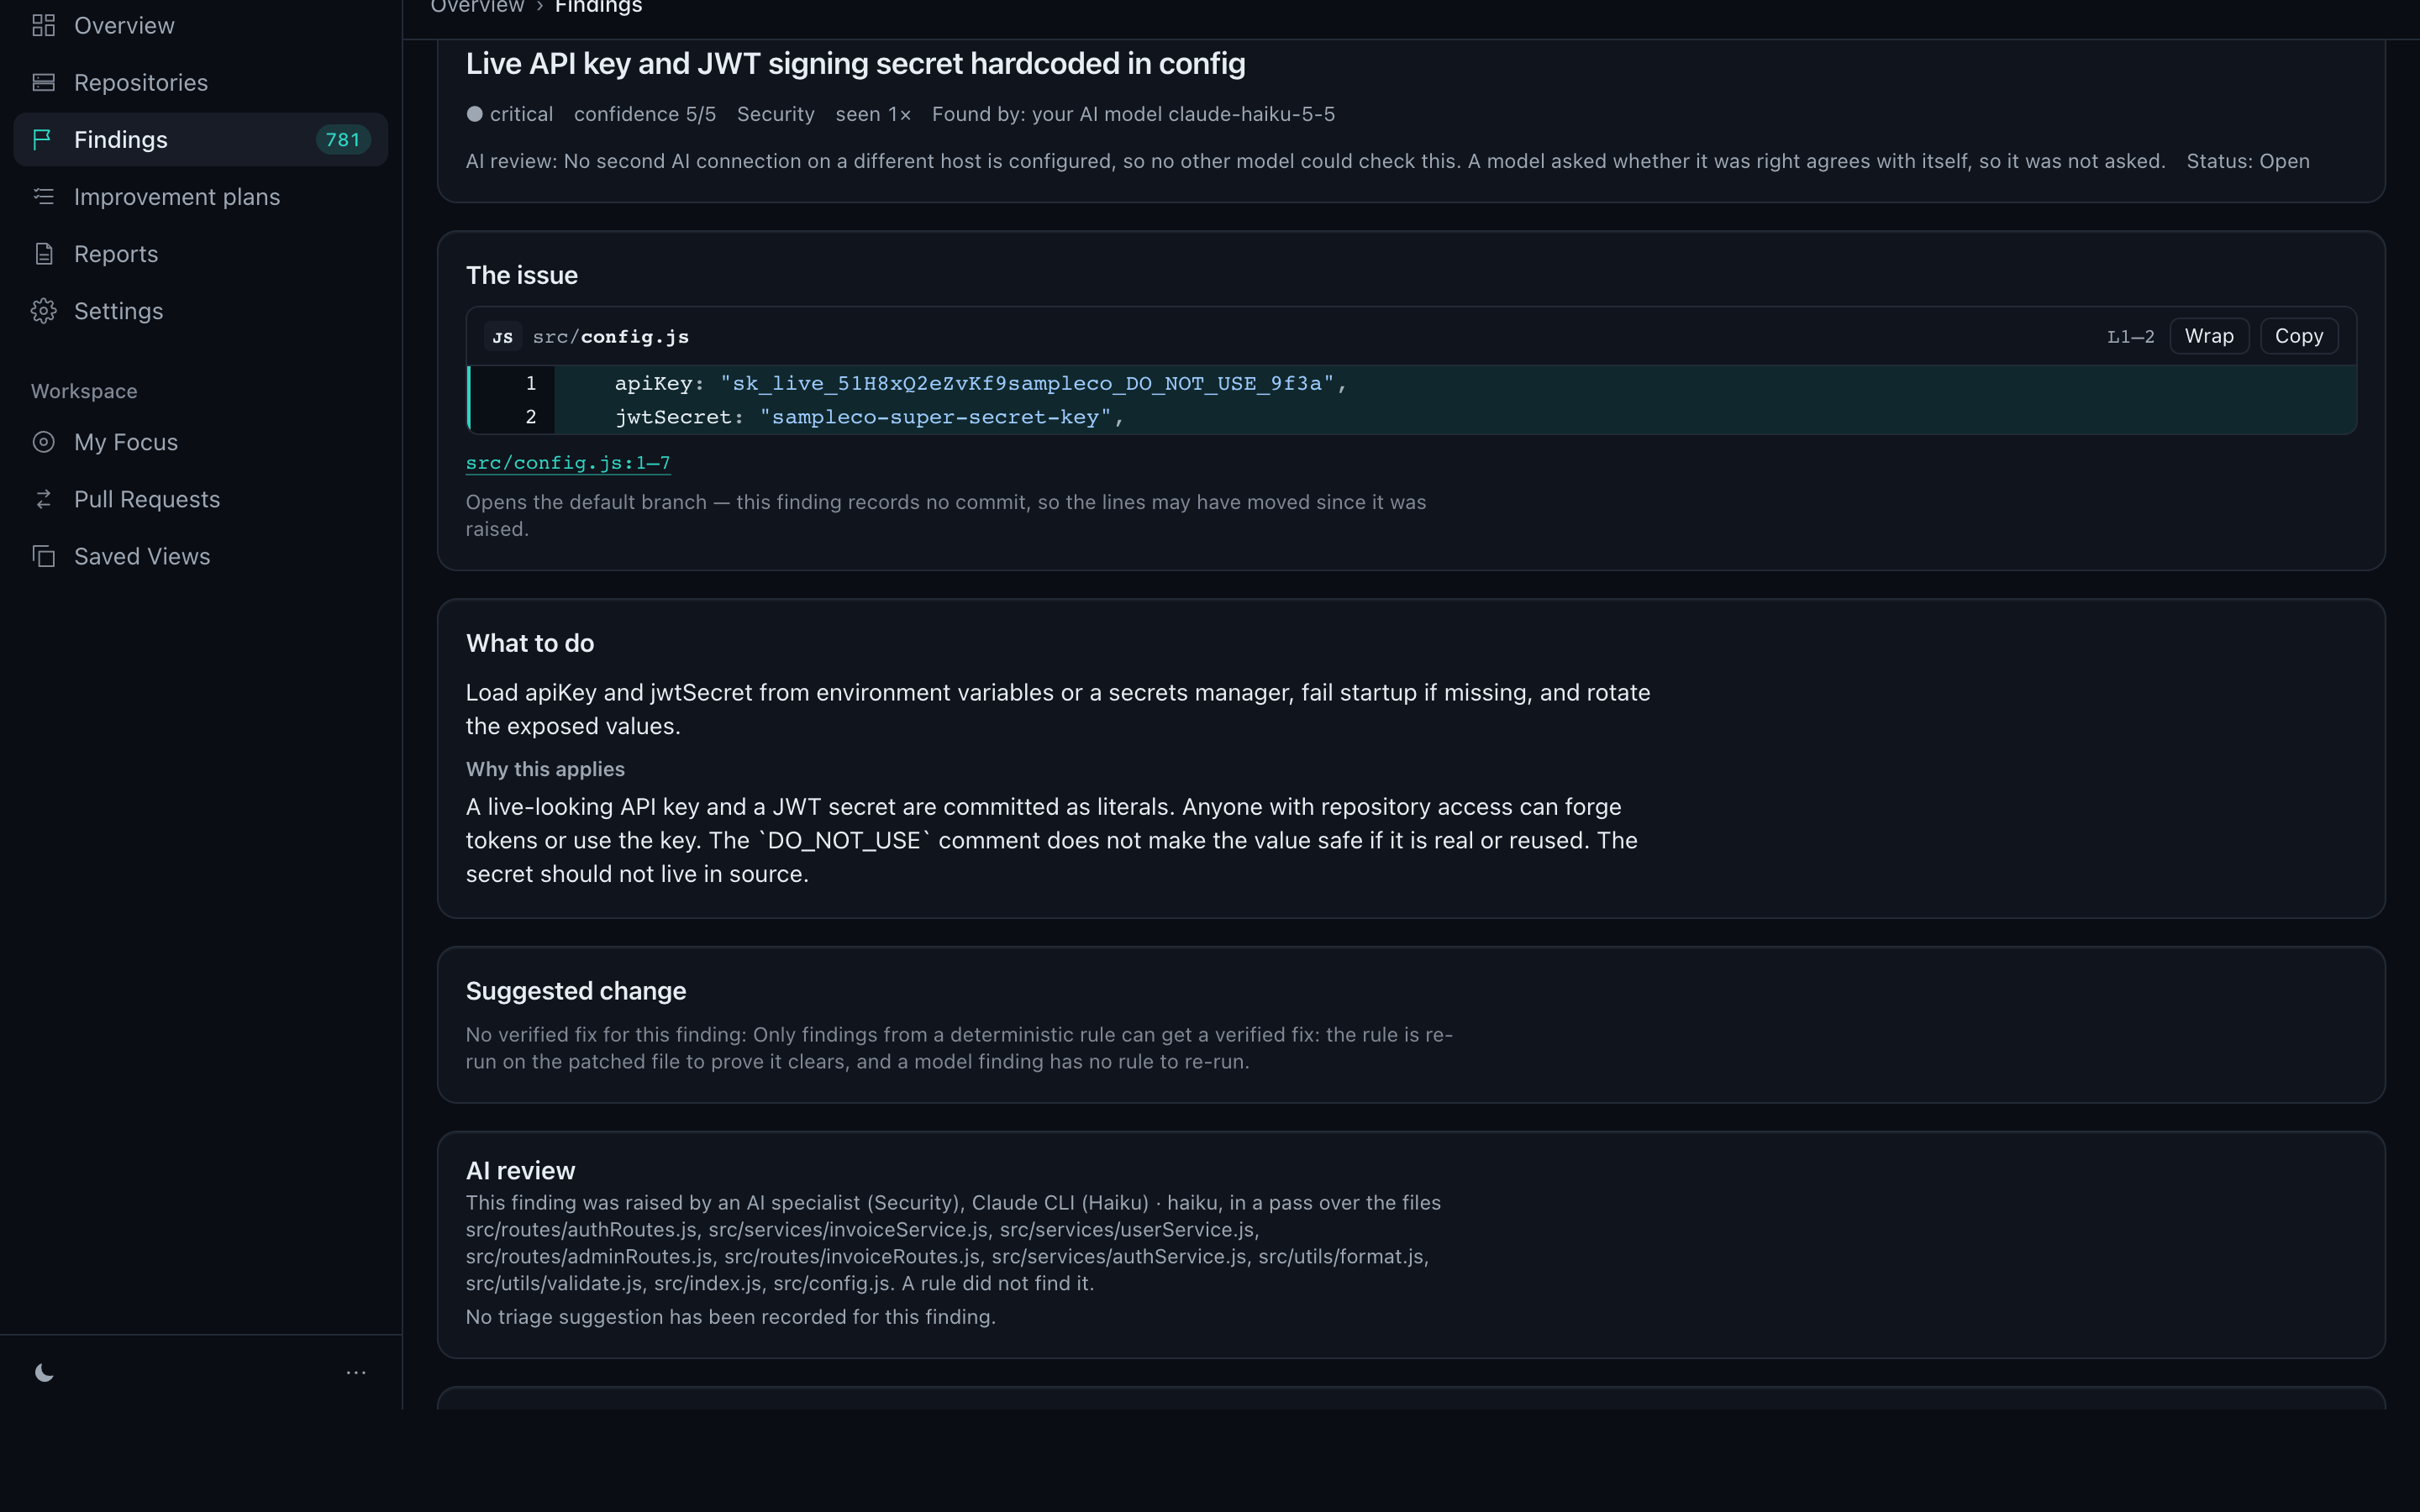 Overview
Repositories
Findings 781
Improvement plans
Reports
Settings
Workspace
My Focus
Pull Requests
Saved Views
...
Overview › Findings
Live API key and JWT signing secret hardcoded in config
critical confidence 5/5 Security seen 1× Found by: your AI model claude-haiku-5-5
AI review: No second AI connection on a different host is configured, so no other model could check this. A model asked whether it was right agrees with itself, so it was not asked. Status: Open
The issue
JS src/config.js L1–2 Wrap Copy
1 apiKey: "sk_live_51H8xQ2eZvKf9sampleco_DO_NOT_USE_9f3a",
2 jwtSecret: "sampleco-super-secret-key",
src/config.js:1–7
Opens the default branch — this finding records no commit, so the lines may have moved since it was
raised.
What to do
Load apiKey and jwtSecret from environment variables or a secrets manager, fail startup if missing, and rotate
the exposed values.
Why this applies
A live-looking API key and a JWT secret are committed as literals. Anyone with repository access can forge
tokens or use the key. The `DO_NOT_USE` comment does not make the value safe if it is real or reused. The
secret should not live in source.
Suggested change
No verified fix for this finding: Only findings from a deterministic rule can get a verified fix: the rule is re-
run on the patched file to prove it clears, and a model finding has no rule to re-run.
AI review
This finding was raised by an AI specialist (Security), Claude CLI (Haiku) · haiku, in a pass over the files
src/routes/authRoutes.js, src/services/invoiceService.js, src/services/userService.js,
src/routes/adminRoutes.js, src/routes/invoiceRoutes.js, src/services/authService.js, src/utils/format.js,
src/utils/validate.js, src/index.js, src/config.js. A rule did not find it.
No triage suggestion has been recorded for this finding.